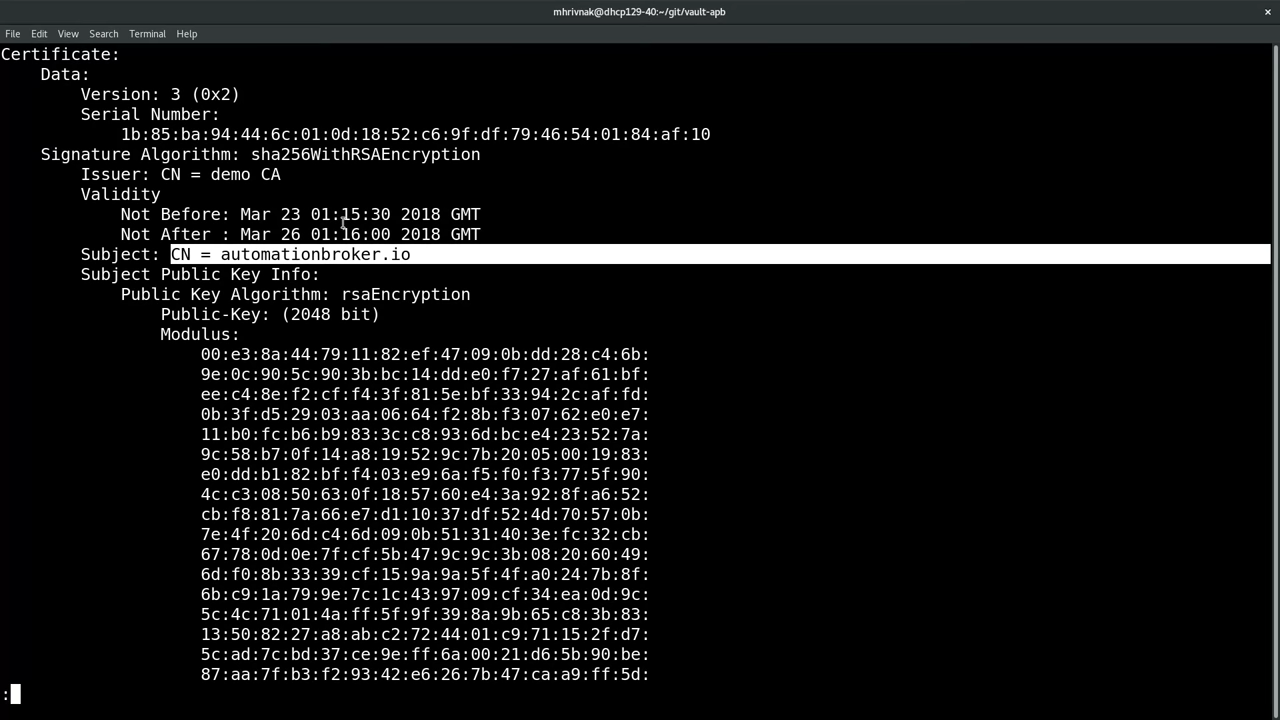 mhrivnak@dhcp129-40:~/git/vault-apb
×
File Edit View Search Terminal Help
Certificate:
Data:
Version: 3 (0x2)
Serial Number:
1b:85:ba:94:44:6c:01:0d:18:52:c6:9f:df:79:46:54:01:84:af:10
Signature Algorithm: sha256WithRSAEncryption
Issuer: CN = demo CA
Validity
Not Before: Mar 23 01:15:30 2018 GMT
Not After : Mar 26 01:16:00 2018 GMT
Subject: CN = automationbroker.io
Subject Public Key Info:
Public Key Algorithm: rsaEncryption
Public-Key: (2048 bit)
Modulus:
00:e3:8a:44:79:11:82:ef:47:09:0b:dd:28:c4:6b:
9e:0c:90:5c:90:3b:bc:14:dd:e0:f7:27:af:61:bf:
ee:c4:8e:f2:cf:f4:3f:81:5e:bf:33:94:2c:af:fd:
0b:3f:d5:29:03:aa:06:64:f2:8b:f3:07:62:e0:e7:
11:b0:fc:b6:b9:83:3c:c8:93:6d:bc:e4:23:52:7a:
9c:58:b7:0f:14:a8:19:52:9c:7b:20:05:00:19:83:
e0:dd:b1:82:bf:f4:03:e9:6a:f5:f0:f3:77:5f:90:
4c:c3:08:50:63:0f:18:57:60:e4:3a:92:8f:a6:52:
cb:f8:81:7a:66:e7:d1:10:37:df:52:4d:70:57:0b:
7e:4f:20:6d:c4:6d:09:0b:51:31:40:3e:fc:32:cb:
67:78:0d:0e:7f:cf:5b:47:9c:9c:3b:08:20:60:49:
6d:f0:8b:33:39:cf:15:9a:9a:5f:4f:a0:24:7b:8f:
6b:c9:1a:79:9e:7c:1c:43:97:09:cf:34:ea:0d:9c:
5c:4c:71:01:4a:ff:5f:9f:39:8a:9b:65:c8:3b:83:
13:50:82:27:a8:ab:c2:72:44:01:c9:71:15:2f:d7:
5c:ad:7c:bd:37:ce:9e:ff:6a:00:21:d6:5b:90:be:
87:aa:7f:b3:f2:93:42:e6:26:7b:47:ca:a9:ff:5d:
: